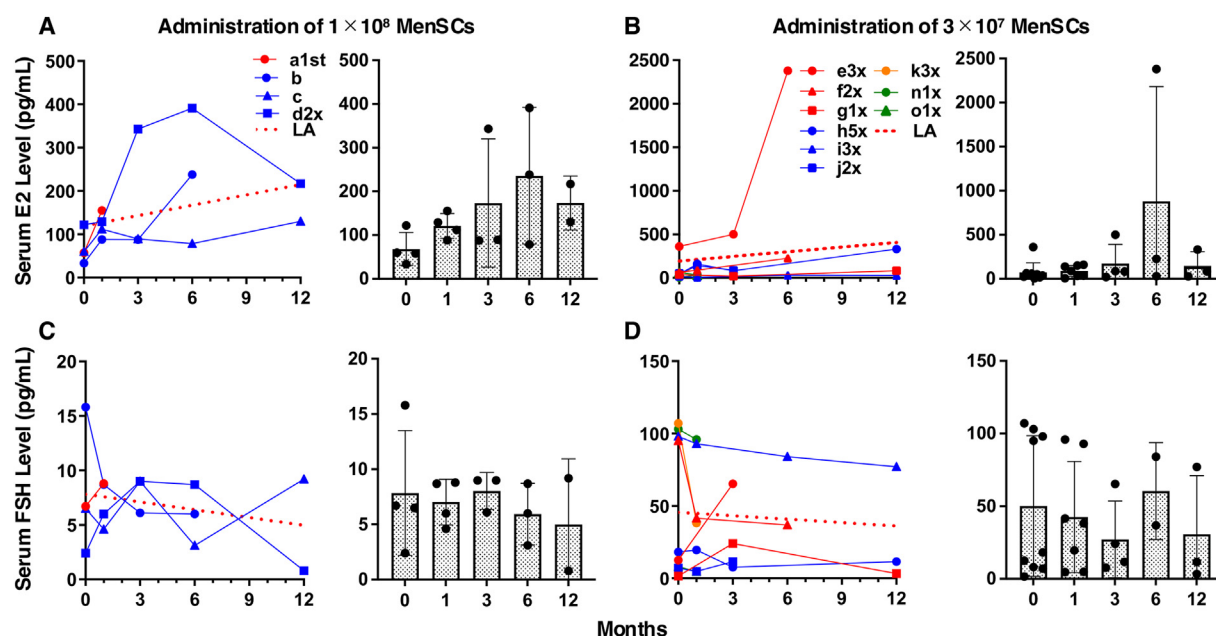 A Administration of 1 × 10⁸ MenSCs
B Administration of 3 × 10⁷ MenSCs
Serum E2 Level (pg/mL)
500
400
300
200
100
0
0 3 6 9 12
a1st
b
c
d2x
LA
500
400
300
200
100
0
0 1 3 6 12
2500
2000
1500
1000
500
0
0 3 6 9 12
e3x
f2x
g1x
h5x
i3x
j2x
k3x
n1x
o1x
LA
2500
2000
1500
1000
500
0
0 1 3 6 12
C
D
Serum FSH Level (pg/mL)
20
15
10
5
0
0 3 6 9 12
20
15
10
5
0
0 1 3 6 12
150
100
50
0
0 3 6 9 12
150
100
50
0
0 1 3 6 12
Months